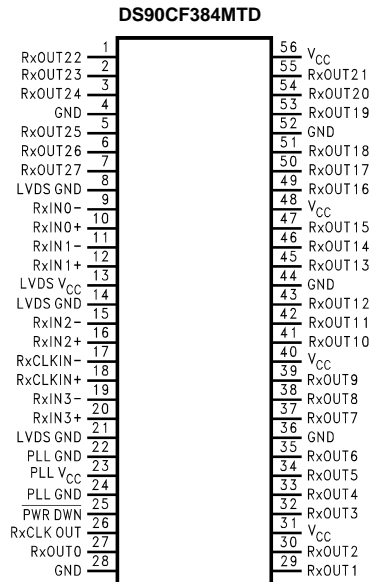 DS90CF384MTD
RxOUT22 1
RxOUT23 2
RxOUT24 3
GND 4
RxOUT25 5
RxOUT26 6
RxOUT27 7
LVDS GND 8
RxIN0− 9
RxIN0+ 10
RxIN1− 11
RxIN1+ 12
LVDS VCC 13
LVDS GND 14
RxIN2− 15
RxIN2+ 16
RxCLKIN− 17
RxCLKIN+ 18
RxIN3− 19
RxIN3+ 20
LVDS GND 21
PLL GND 22
PLL VCC 23
PLL GND 24
PWR DWN 25
RxCLK OUT 26
RxOUT0 27
GND 28
56 VCC
55 RxOUT21
54 RxOUT20
53 RxOUT19
52 GND
51 RxOUT18
50 RxOUT17
49 RxOUT16
48 VCC
47 RxOUT15
46 RxOUT14
45 RxOUT13
44 GND
43 RxOUT12
42 RxOUT11
41 RxOUT10
40 VCC
39 RxOUT9
38 RxOUT8
37 RxOUT7
36 GND
35 RxOUT6
34 RxOUT5
33 RxOUT4
32 RxOUT3
31 VCC
30 RxOUT2
29 RxOUT1